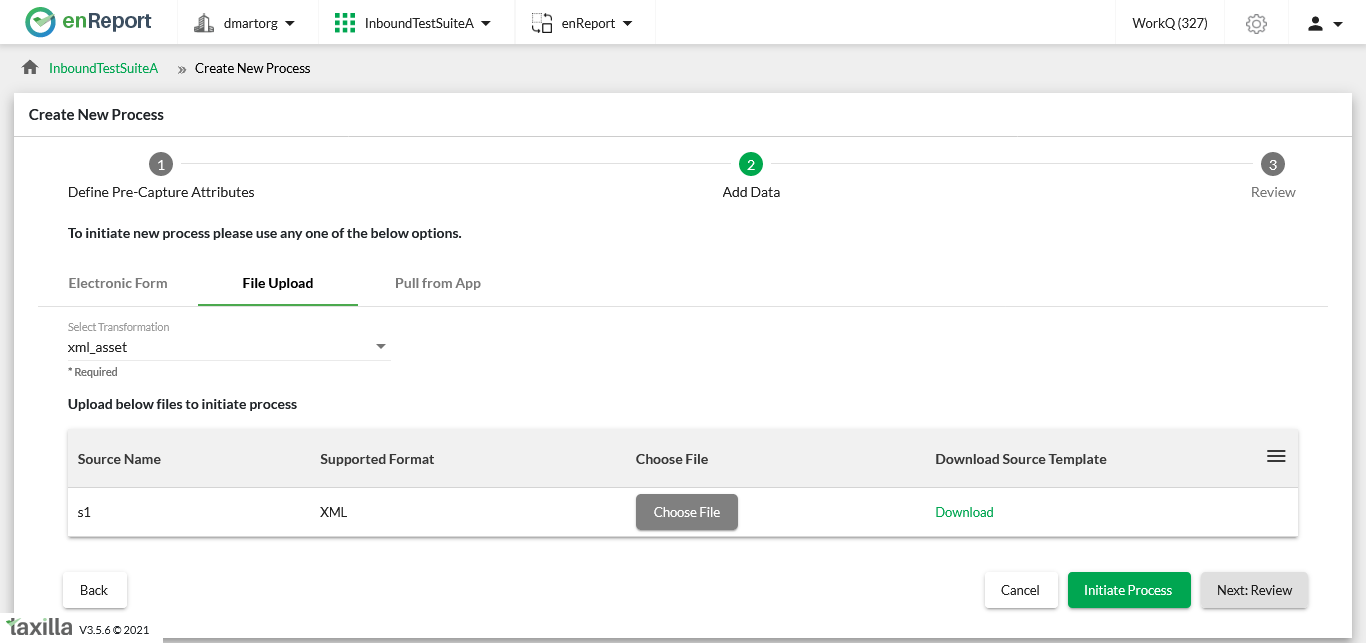 enReport dmartorg InboundTestSuiteA enReport WorkQ (327)
InboundTestSuiteA » Create New Process
Create New Process
1 2 3
Define Pre-Capture Attributes Add Data Review
To initiate new process please use any one of the below options.
Electronic Form File Upload Pull from App
Select Transformation
xml_asset
* Required
Upload below files to initiate process
Source Name Supported Format Choose File Download Source Template
s1 XML Choose File Download
Back Cancel Initiate Process Next: Review
taxilla V3.5.6 © 2021